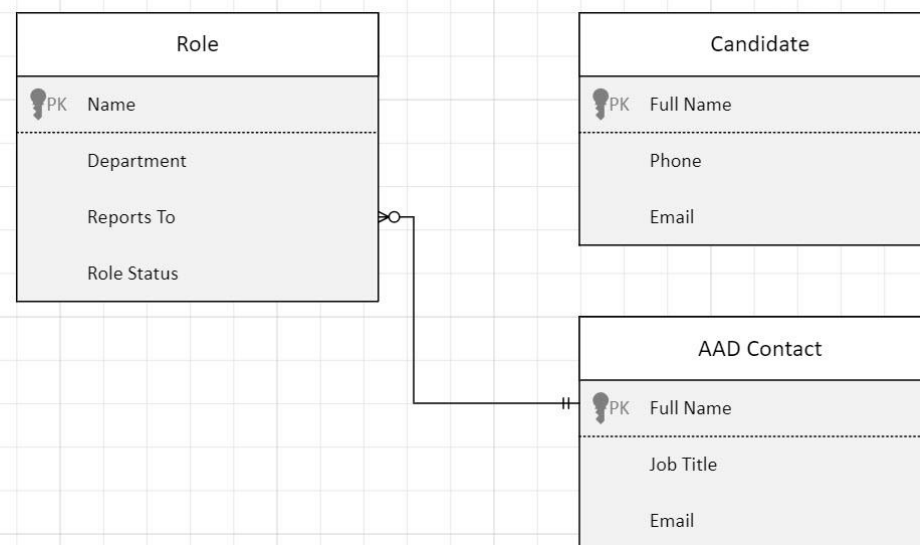 Role
PK Name
Department
Reports To
Role Status
Candidate
PK Full Name
Phone
Email
AAD Contact
PK Full Name
Job Title
Email